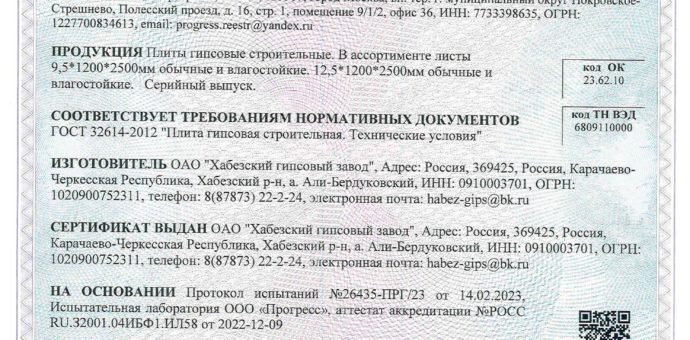 Стрешнево, Полесский проезд, д. 16, стр. 1, помещение 9/1/2, офис 36, ИНН: 7733398635, ОГРН:
1227700834613, email: progress.reestr@yandex.ru
ПРОДУКЦИЯ Плиты гипсовые строительные. В ассортименте листы
9,5*1200*2500мм обычные и влагостойкие. 12,5*1200*2500мм обычные и
влагостойкие. Серийный выпуск.
код ОК
23.62.10
СООТВЕТСТВУЕТ ТРЕБОВАНИЯМ НОРМАТИВНЫХ ДОКУМЕНТОВ
ГОСТ 32614-2012 "Плита гипсовая строительная. Технические условия"
код ТН ВЭД
6809110000
ИЗГОТОВИТЕЛЬ ОАО "Хабезский гипсовый завод", Адрес: Россия, 369425, Россия, Карачаево-
Черкесская Республика, Хабезский р-н, а. Али-Бердуковский, ИНН: 0910003701, ОГРН:
1020900752311, телефон: 8(87873) 22-2-24, электронная почта: habez-gips@bk.ru
СЕРТИФИКАТ ВЫДАН ОАО "Хабезский гипсовый завод", Адрес: Россия, 369425, Россия,
Карачаево-Черкесская Республика, Хабезский р-н, а. Али-Бердуковский, ИНН: 0910003701, ОГРН:
1020900752311, телефон: 8(87873) 22-2-24, электронная почта: habez-gips@bk.ru
НА ОСНОВАНИИ Протокол испытаний №26435-ПРГ/23 от 14.02.2023,
Испытательная лаборатория ООО «Прогресс», аттестат аккредитации №РОСС
RU.32001.04ИБФ1.ИЛ58 от 2022-12-09